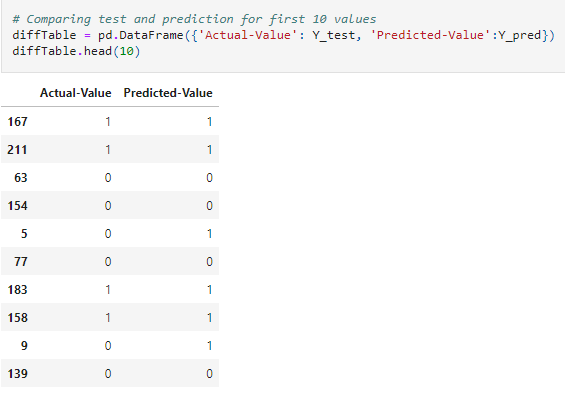 # Comparing test and prediction for first 10 values
diffTable = pd.DataFrame({'Actual-Value': Y_test, 'Predicted-Value':Y_pred})
diffTable.head(10)
Actual-Value Predicted-Value
167 1 1
211 1 1
63 0 0
154 0 0
5 0 1
77 0 0
183 1 1
158 1 1
9 0 1
139 0 0